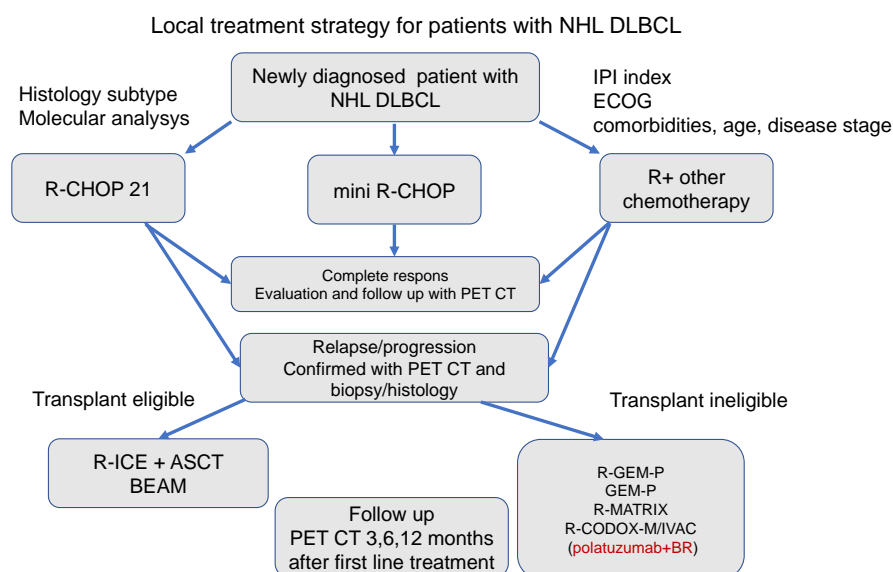 Local treatment strategy for patients with NHL DLBCL
Newly diagnosed patient with
NHL DLBCL
Histology subtype
Molecular analysys
IPI index
ECOG
comorbidities, age, disease stage
R-CHOP 21
mini R-CHOP
R+ other
chemotherapy
Complete respons
Evaluation and follow up with PET CT
Relapse/progression
Confirmed with PET CT and
biopsy/histology
Transplant eligible
Transplant ineligible
R-ICE + ASCT
BEAM
R-GEM-P
GEM-P
R-MATRIX
R-CODOX-M/IVAC
(polatuzumab+BR)
Follow up
PET CT 3,6,12 months
after first line treatment